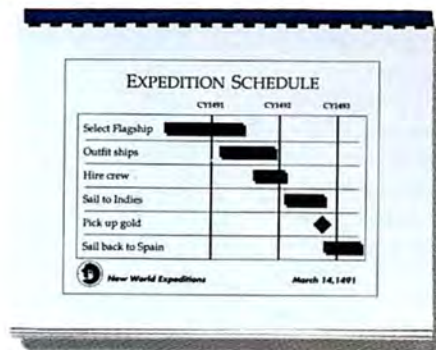 EXPEDITION SCHEDULE
CY1491 CY1492 CY1493
Select Flagship
Outfit ships
Hire crew
Sail to Indies
Pick up gold
Sail back to Spain
New World Expeditions March 14,1491